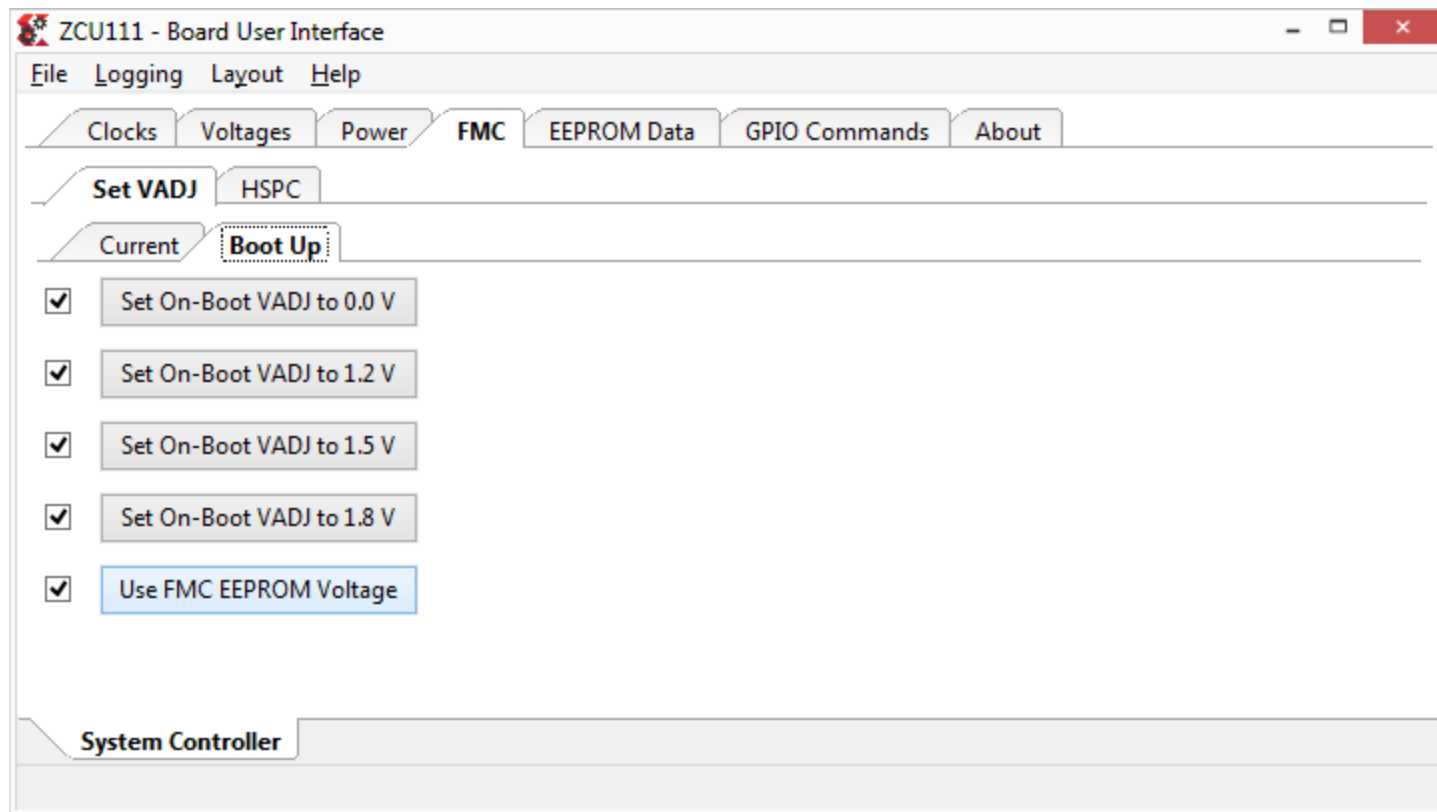 ZCU111 - Board User Interface
File Logging Layout Help
Clocks Voltages Power FMC EEPROM Data GPIO Commands About
Set VADJ HSPC
Current Boot Up
Set On-Boot VADJ to 0.0 V
Set On-Boot VADJ to 1.2 V
Set On-Boot VADJ to 1.5 V
Set On-Boot VADJ to 1.8 V
Use FMC EEPROM Voltage
System Controller